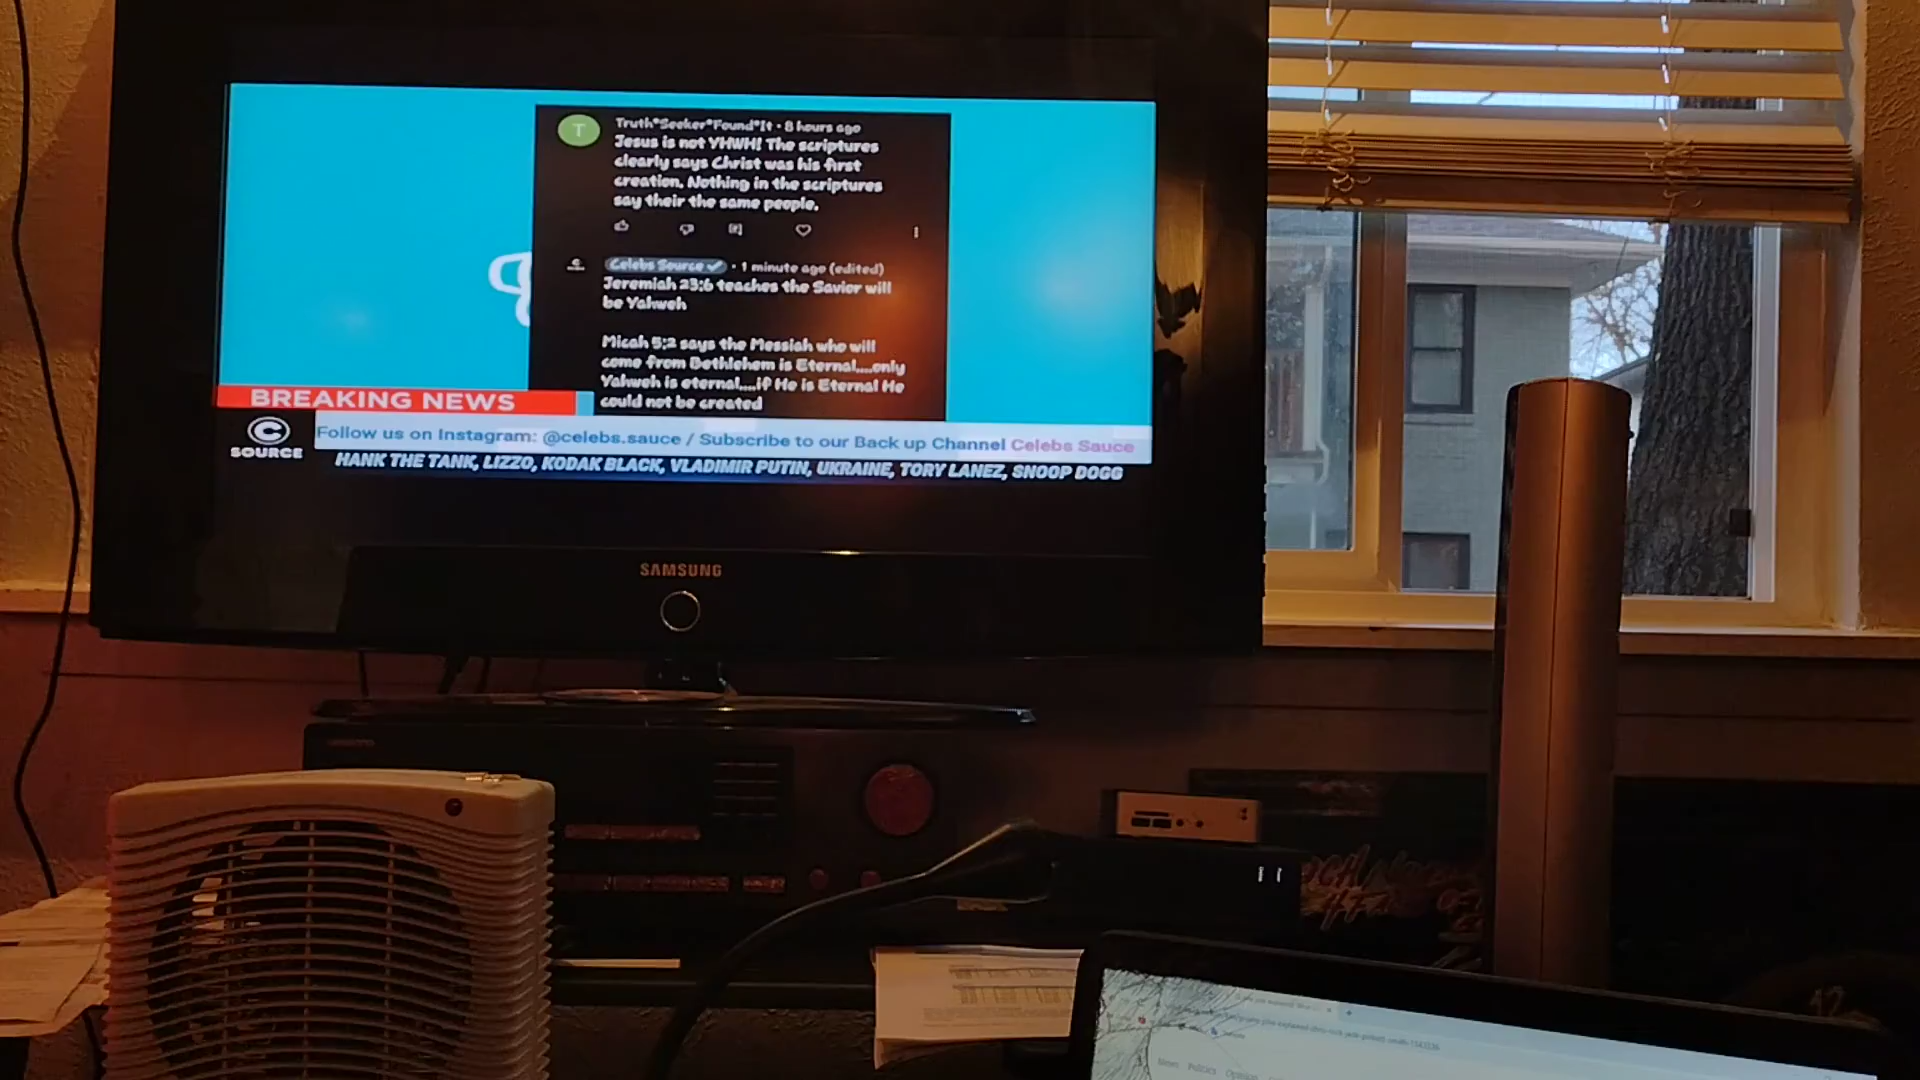 T
Truth*Seeker*Found*It · 8 hours ago
Jesus is not YHWH! The scriptures
clearly says Christ was his first
creation. Nothing in the scriptures
say their the same people.
Celebs Source · 1 minute ago (edited)
Jeremiah 23:6 teaches the Savior will
be Yahweh
Micah 5:2 says the Messiah who will
come from Bethlehem is Eternal....only
Yahweh is eternal....if He is Eternal He
could not be created
BREAKING NEWS
C
SOURCE
Follow us on Instagram: @celebs.sauce / Subscribe to our Back up Channel Celebs Sauce
HANK THE TANK, LIZZO, KODAK BLACK, VLADIMIR PUTIN, UKRAINE, TORY LANEZ, SNOOP DOGG
SAMSUNG
12
News Politics Opinion